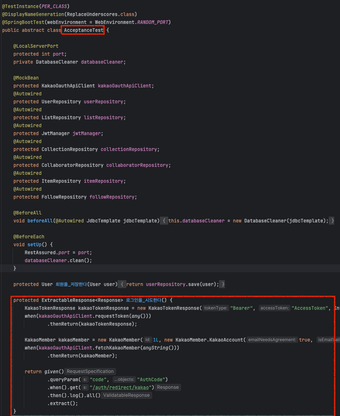 @TestInstance(PER_CLASS)
@DisplayNameGeneration(ReplaceUnderscores.class)
@SpringBootTest(webEnvironment = WebEnvironment.RANDOM_PORT)
public abstract class AcceptanceTest {
@LocalServerPort
protected int port;
private DatabaseCleaner databaseCleaner;
@MockBean
protected KakaoOauthApiClient kakaoOauthApiClient;
@Autowired
protected UserRepository userRepository;
@Autowired
protected ListRepository listRepository;
@Autowired
protected JwtManager jwtManager;
@Autowired
protected CollectionRepository collectionRepository;
@Autowired
protected CollaboratorRepository collaboratorRepository;
@Autowired
protected ItemRepository itemRepository;
@Autowired
protected FollowRepository followRepository;
@BeforeAll
void beforeAll(@Autowired JdbcTemplate jdbcTemplate) { this.databaseCleaner = new DatabaseCleaner(jdbcTemplate); }
@BeforeEach
void setUp() {
RestAssured.port = port;
databaseCleaner.clean();
}
protected User 회원을_저장한다(User user) { return userRepository.save(user); }
protected ExtractableResponse<Response> 로그인을_시도한다() {
KakaoTokenResponse kakaoTokenResponse = new KakaoTokenResponse( tokenType: "Bearer", accessToken: "AccessToken",
when(kakaoOauthApiClient.requestToken(any()))
.thenReturn(kakaoTokenResponse);
KakaoMember kakaoMember = new KakaoMember( 1L, new KakaoMember.KakaoAccount( emailNeedsAgreement: true,
when(kakaoOauthApiClient.fetchKakaoMember(anyString()))
.thenReturn(kakaoMember);
return given() RequestSpecification
.queryParam("code", "AuthCode")
.when().get("/auth/redirect/kakao") Response
.then().log().all() ValidatableResponse
.extract();
}